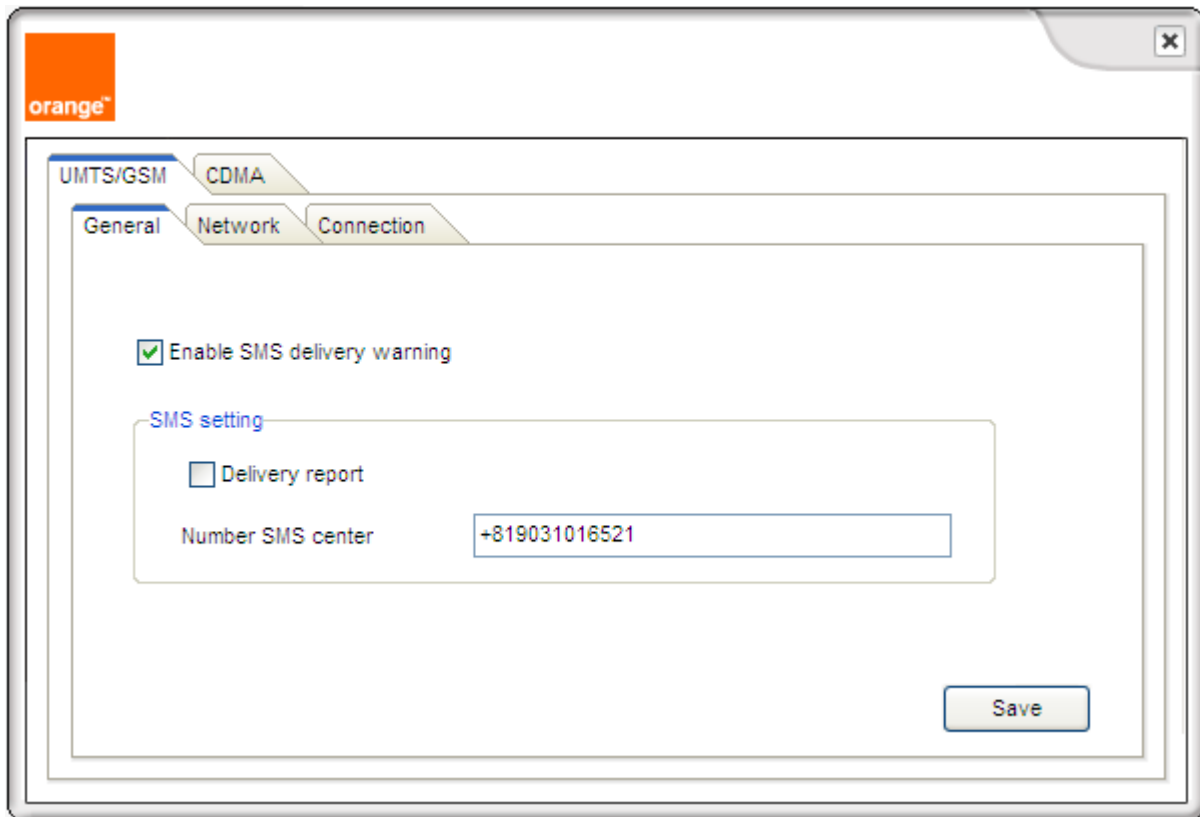 orange™
UMTS/GSM CDMA
General Network Connection
Enable SMS delivery warning
SMS setting
Delivery report
Number SMS center +819031016521
Save